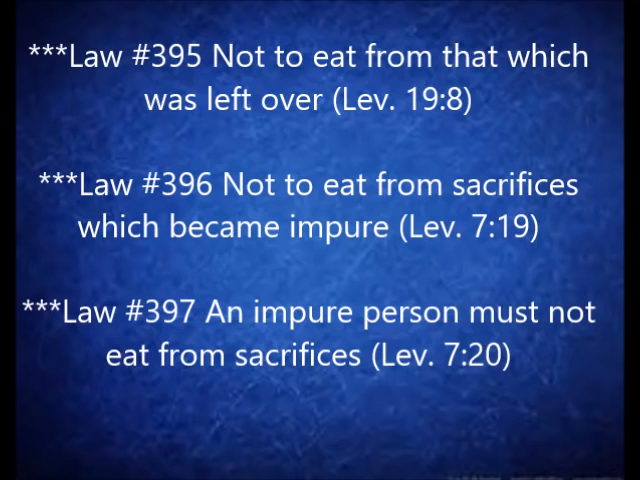 ***Law #395 Not to eat from that which
was left over (Lev. 19:8)
***Law #396 Not to eat from sacrifices
which became impure (Lev. 7:19)
***Law #397 An impure person must not
eat from sacrifices (Lev. 7:20)